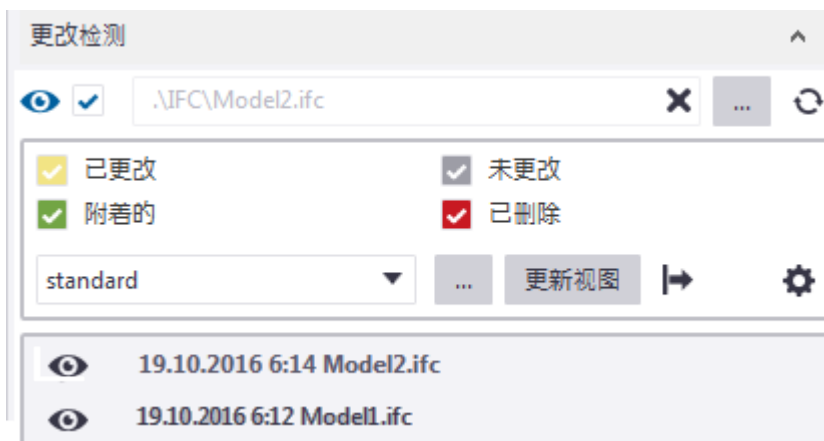 更改检测
.\IFC\Model2.ifc ...
已更改 未更改
附着的 已删除
standard ... 更新视图
19.10.2016 6:14 Model2.ifc
19.10.2016 6:12 Model1.ifc